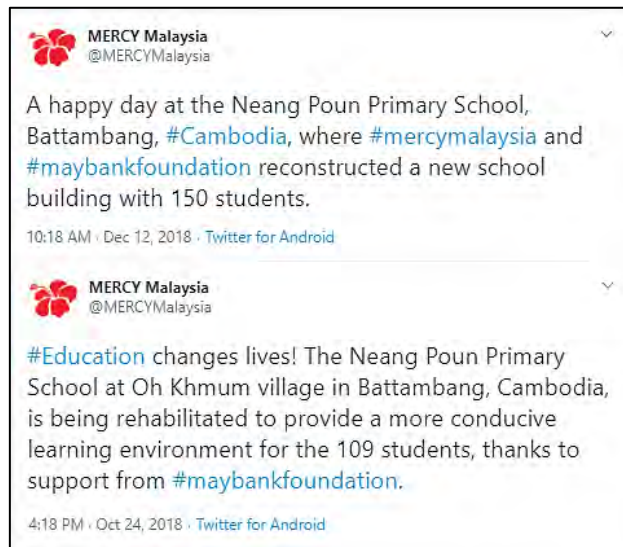 MERCY Malaysia
@MERCYMalaysia
A happy day at the Neang Poun Primary School,
Battambang, #Cambodia, where #mercymalaysia and
#maybankfoundation reconstructed a new school
building with 150 students.
10:18 AM · Dec 12, 2018 · Twitter for Android
MERCY Malaysia
@MERCYMalaysia
#Education changes lives! The Neang Poun Primary
School at Oh Khmum village in Battambang, Cambodia,
is being rehabilitated to provide a more conducive
learning environment for the 109 students, thanks to
support from #maybankfoundation.
4:18 PM · Oct 24, 2018 · Twitter for Android